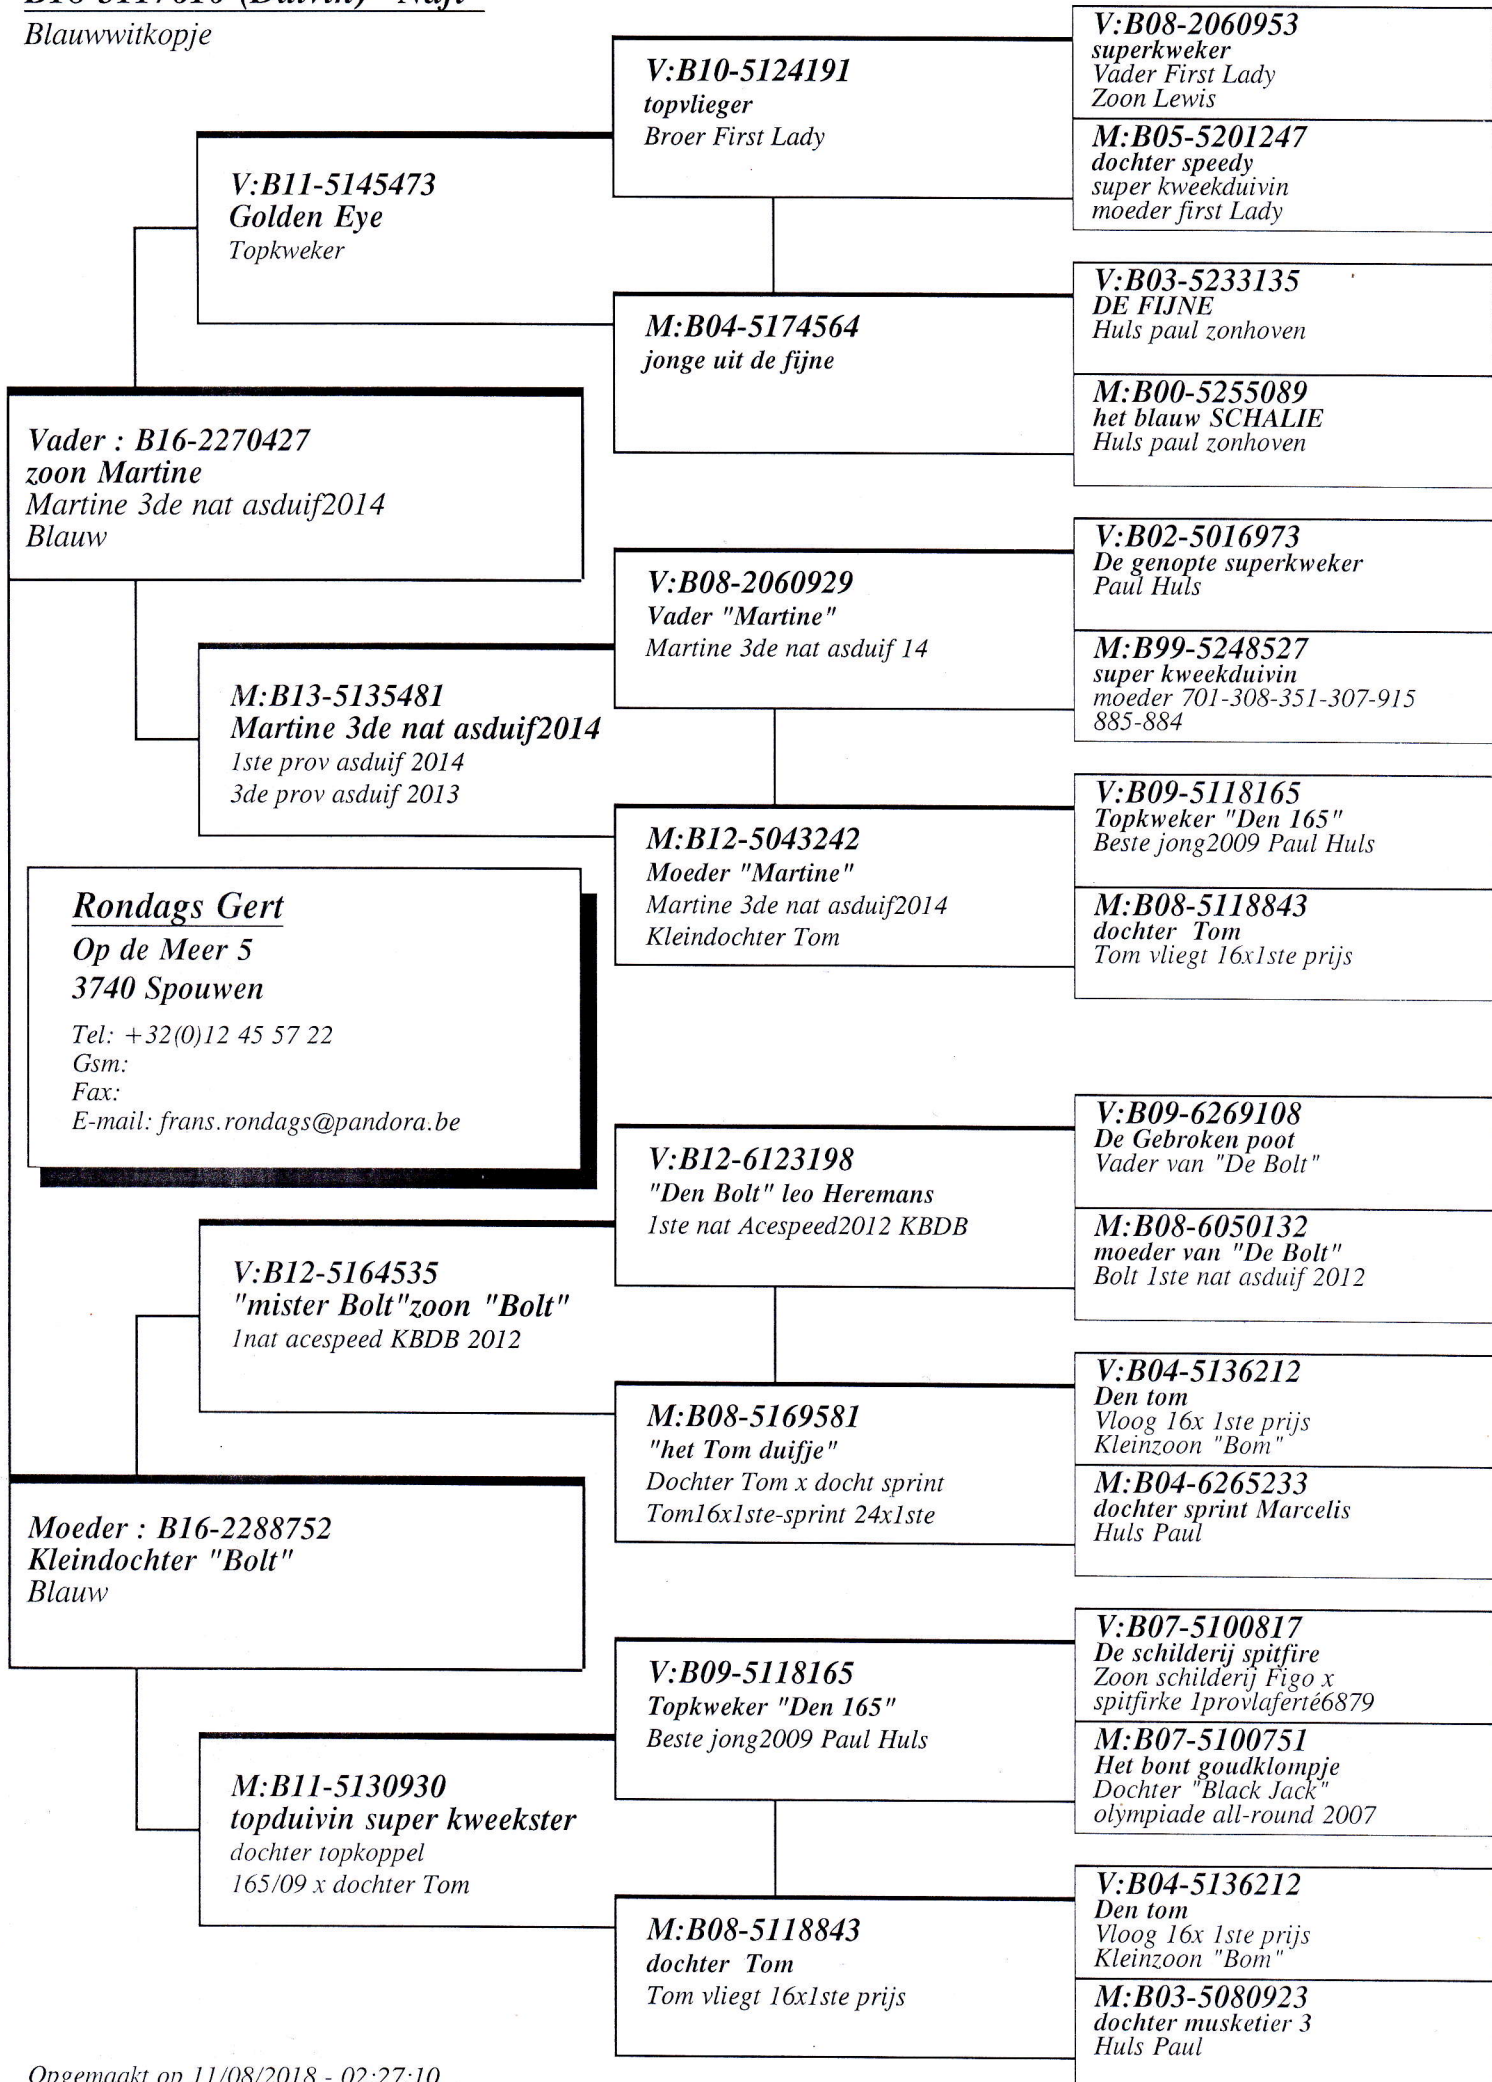 Blauwwitkopje
V:B08-2060953
superkweker
Vader First Lady
Zoon Lewis
V:B10-5124191
topvlieger
Broer First Lady
M:B05-5201247
dochter speedy
super kweekduivin
moeder first Lady
V:B11-5145473
Golden Eye
Topkweker
V:B03-5233135
DE FIJNE
Huls paul zonhoven
M:B04-5174564
jonge uit de fijne
M:B00-5255089
het blauw SCHALIE
Huls paul zonhoven
Vader : B16-2270427
zoon Martine
Martine 3de nat asduif2014
Blauw
V:B02-5016973
De genopte superkweker
Paul Huls
V:B08-2060929
Vader "Martine"
Martine 3de nat asduif 14
M:B99-5248527
super kweekduivin
moeder 701-308-351-307-915
885-884
M:B13-5135481
Martine 3de nat asduif2014
1ste prov asduif 2014
3de prov asduif 2013
V:B09-5118165
Topkweker "Den 165"
Beste jong2009 Paul Huls
M:B12-5043242
Moeder "Martine"
Martine 3de nat asduif2014
Kleindochter Tom
M:B08-5118843
dochter  Tom
Tom vliegt 16x1ste prijs
Rondags Gert
Op de Meer 5
3740 Spouwen
Tel: +32(0)12 45 57 22
Gsm:
Fax:
E-mail: frans.rondags@pandora.be
V:B09-6269108
De Gebroken poot
Vader van "De Bolt"
V:B12-6123198
"Den Bolt" leo Heremans
1ste nat Acespeed2012 KBDB
M:B08-6050132
moeder van "De Bolt"
Bolt 1ste nat asduif 2012
V:B12-5164535
"mister Bolt"zoon "Bolt"
1nat acespeed KBDB 2012
V:B04-5136212
Den tom
Vloog 16x 1ste prijs
Kleinzoon "Bom"
M:B08-5169581
"het Tom duifje"
Dochter Tom x docht sprint
Tom16x1ste-sprint 24x1ste
M:B04-6265233
dochter sprint Marcelis
Huls Paul
Moeder : B16-2288752
Kleindochter "Bolt"
Blauw
V:B07-5100817
De schilderij spitfire
Zoon schilderij Figo x
spitfirke 1provlaferté6879
V:B09-5118165
Topkweker "Den 165"
Beste jong2009 Paul Huls
M:B07-5100751
Het bont goudklompje
Dochter "Black Jack"
olympiade all-round 2007
M:B11-5130930
topduivin super kweekster
dochter topkoppel
165/09 x dochter Tom
V:B04-5136212
Den tom
Vloog 16x 1ste prijs
Kleinzoon "Bom"
M:B08-5118843
dochter  Tom
Tom vliegt 16x1ste prijs
M:B03-5080923
dochter musketier 3
Huls Paul
Opgemaakt op 11/08/2018 - 02:27:10